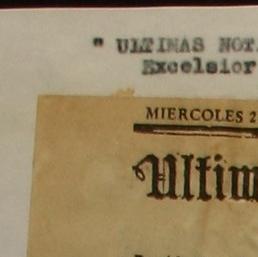 " ULTIMAS NOT
Excelsior
MIERCOLES 2
Ultim